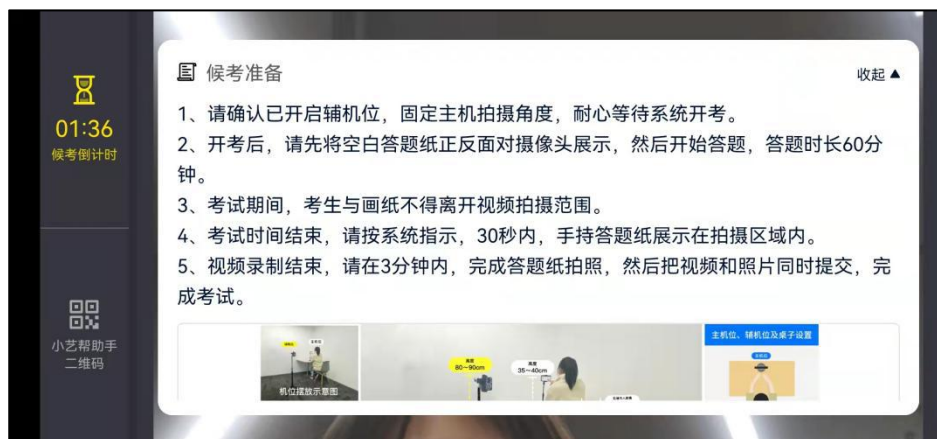 候考准备
收起▲
01:36
候考倒计时
1、请确认已开启辅机位，固定主机拍摄角度，耐心等待系统开考。
2、开考后，请先将空白答题纸正反面对摄像头展示，然后开始答题，答题时长60分
钟。
3、考试期间，考生与画纸不得离开视频拍摄范围。
4、考试时间结束，请按系统指示，30秒内，手持答题纸展示在拍摄区域内。
5、视频录制结束，请在3分钟内，完成答题纸拍照，然后把视频和照片同时提交，完
成考试。
小艺帮助手
二维码
机位摆放示意图
高度
80~90cm
高度
35~40cm
主机位、辅机位及桌子设置